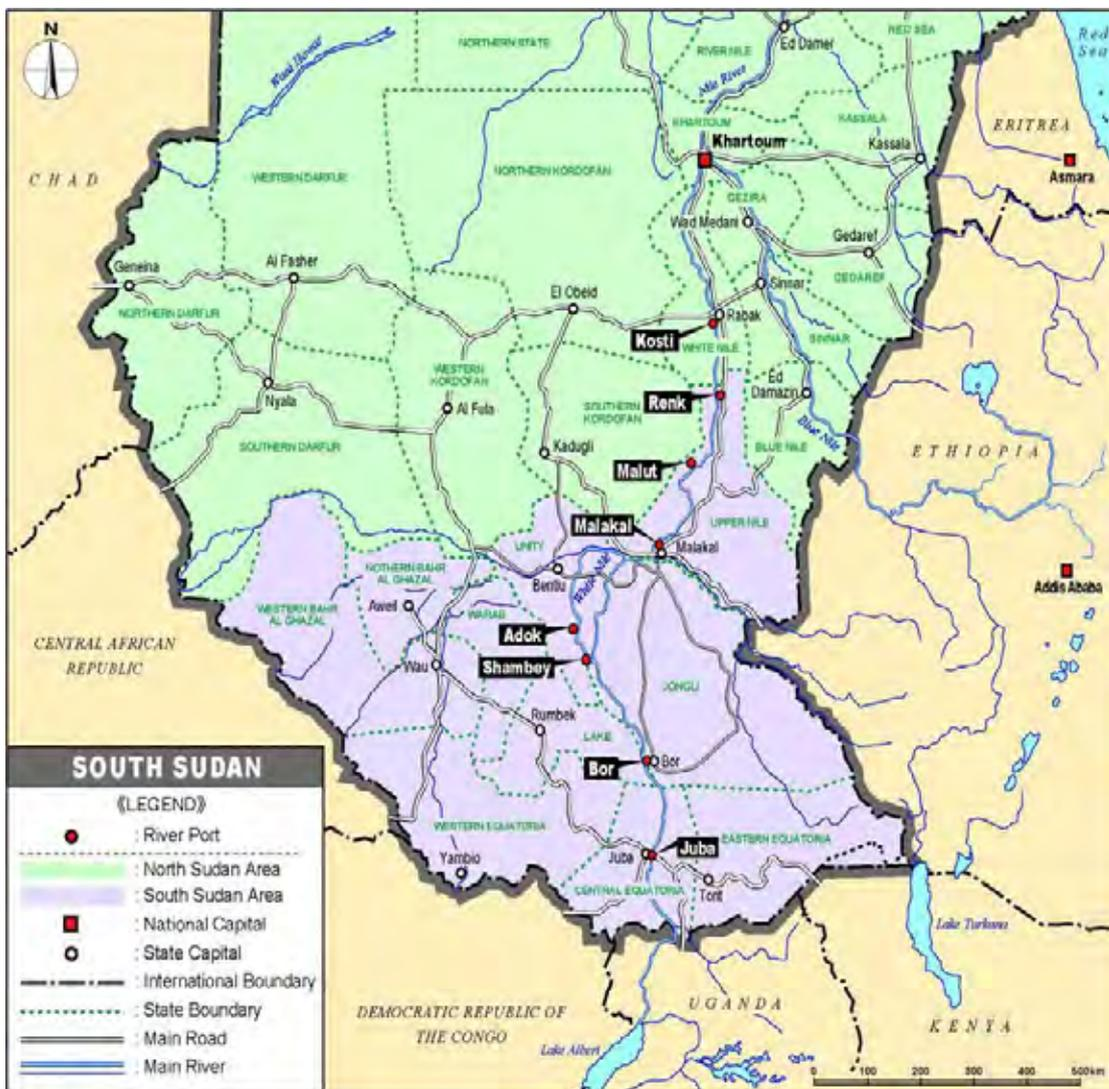 N
NORTHERN STATE
RIVER NILE
Ed Damer
RED SEA
Red
Sea
Nile River
KHARTOUM
Khartoum
KASSALA
Kassala
ERITREA
Asmara
CHAD
WESTERN DARFUR
NORTHERN KORDOFAN
GEZIRA
Wad Medani
Gedaref
GEDAREF
Geneina
Al Fasher
El Obeid
Sinnar
Rabak
NORTHERN DARFUR
Kosti
WHITE NILE
SINNAR
WESTERN
KORDOFAN
Nyala
Al Fula
SOUTHERN
KORDOFAN
Renk
Ed
Damazin
Blue Nile
SOUTHERN DARFUR
Kadugli
BLUE NILE
ETHIOPIA
Malut
Malakal
UPPER NILE
UNITY
Malakal
NOTHERN BAHR
AL GHAZAL
Bentiu
White Nile
Addis Ababa
WESTERN BAHR
AL GHAZAL
Aweil
WARAB
Adok
CENTRAL AFRICAN
REPUBLIC
Wau
Shambey
JONGLI
Rumbek
LAKE
Bor
Bor
WESTERN EQUATORIA
EASTERN EQUATORIA
Juba
Juba
Yambio
CENTRAL EQUATORIA
Torit
Lake Turkana
DEMOCRATIC REPUBLIC OF
THE CONGO
UGANDA
KENYA
Lake Albert
0 100 200 300 400 500km
SOUTH SUDAN
《LEGEND》
: River Port
: North Sudan Area
: South Sudan Area
: National Capital
: State Capital
: International Boundary
: State Boundary
: Main Road
: Main River